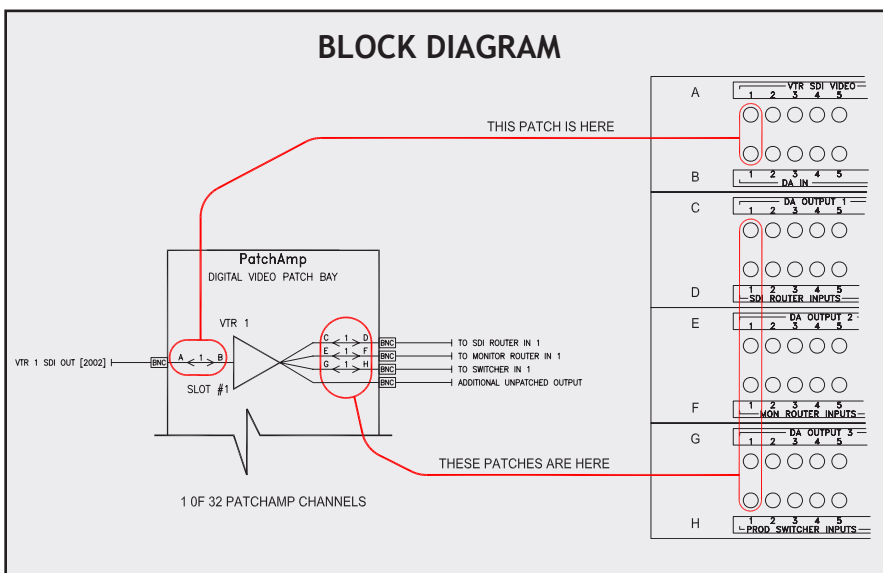 BLOCK DIAGRAM
A
VTR SDI VIDEO
1 2 3 4 5
THIS PATCH IS HERE
B
1 2 3 4 5
DA IN
C
DA OUTPUT 1
1 2 3 4 5
D
1 2 3 4 5
SDI ROUTER INPUTS
E
DA OUTPUT 2
1 2 3 4 5
F
1 2 3 4 5
MON ROUTER INPUTS
G
DA OUTPUT 3
1 2 3 4 5
H
1 2 3 4 5
PROD SWITCHER INPUTS
PatchAmp
DIGITAL VIDEO PATCH BAY
VTR 1
VTR 1 SDI OUT [2002]
BNC
A 1 B
SLOT #1
C 1 D BNC TO SDI ROUTER IN 1
E 1 F BNC TO MONITOR ROUTER IN 1
G 1 H BNC TO SWITCHER IN 1
BNC ADDITIONAL UNPATCHED OUTPUT
THESE PATCHES ARE HERE
1 0F 32 PATCHAMP CHANNELS